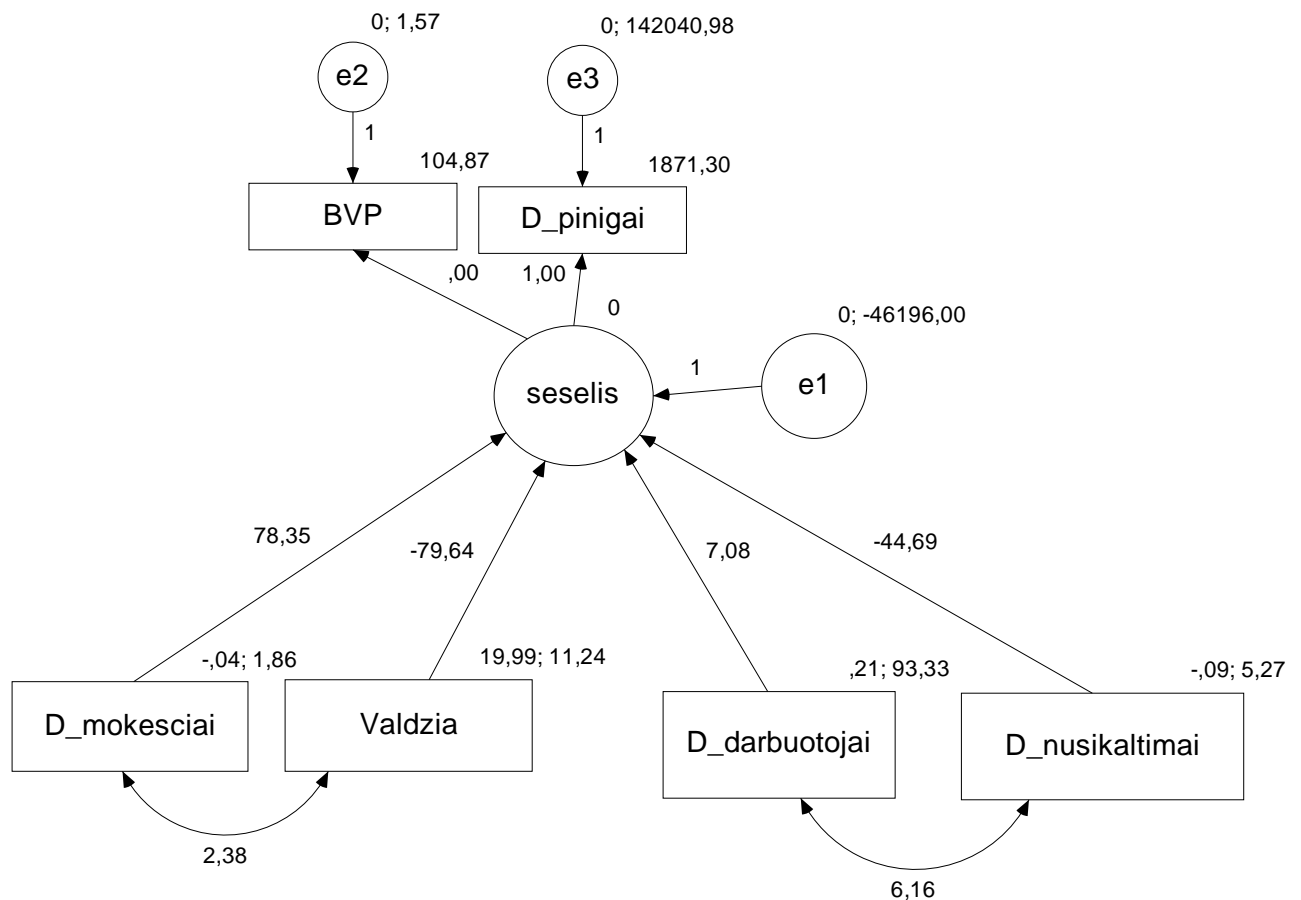 0; 1,57
0; 142040,98
e2
e3
1
1
104,87
1871,30
BVP
D_pinigai
,00
1,00
0
0; -46196,00
seselis
1
e1
78,35
-79,64
7,08
-44,69
-,04; 1,86
19,99; 11,24
,21; 93,33
-,09; 5,27
D_mokesciai
Valdzia
D_darbuotojai
D_nusikaltimai
2,38
6,16